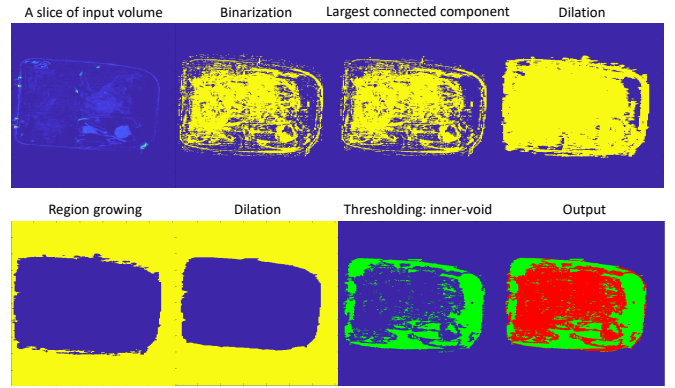 A slice of input volume
Binarization
Largest connected component
Dilation
Region growing
Dilation
Thresholding: inner-void
Output